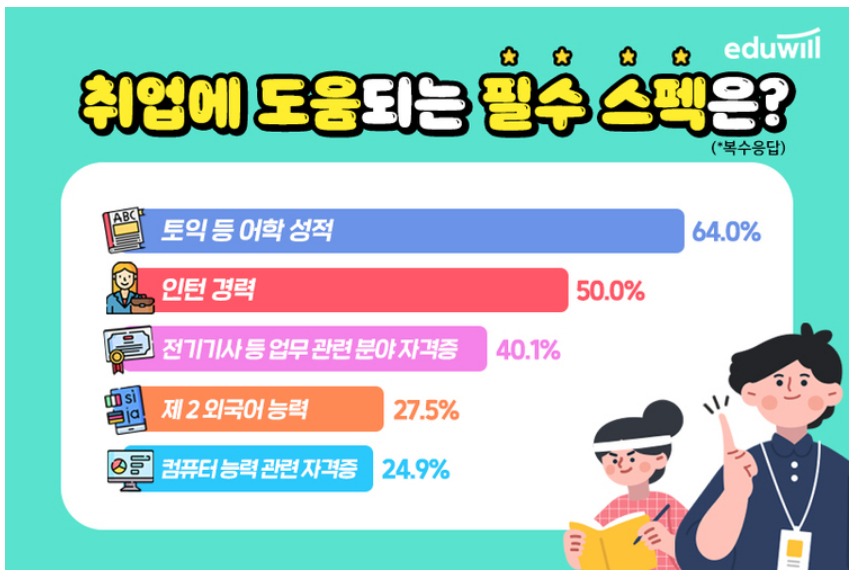 eduwill
취업에 도움되는 필수 스펙은?
(*복수응답)
ABC
토익 등 어학 성적 64.0%
인턴 경력 50.0%
전기기사 등 업무 관련 분야 자격증 40.1%
si
ja
제 2 외국어 능력 27.5%
컴퓨터 능력 관련 자격증 24.9%